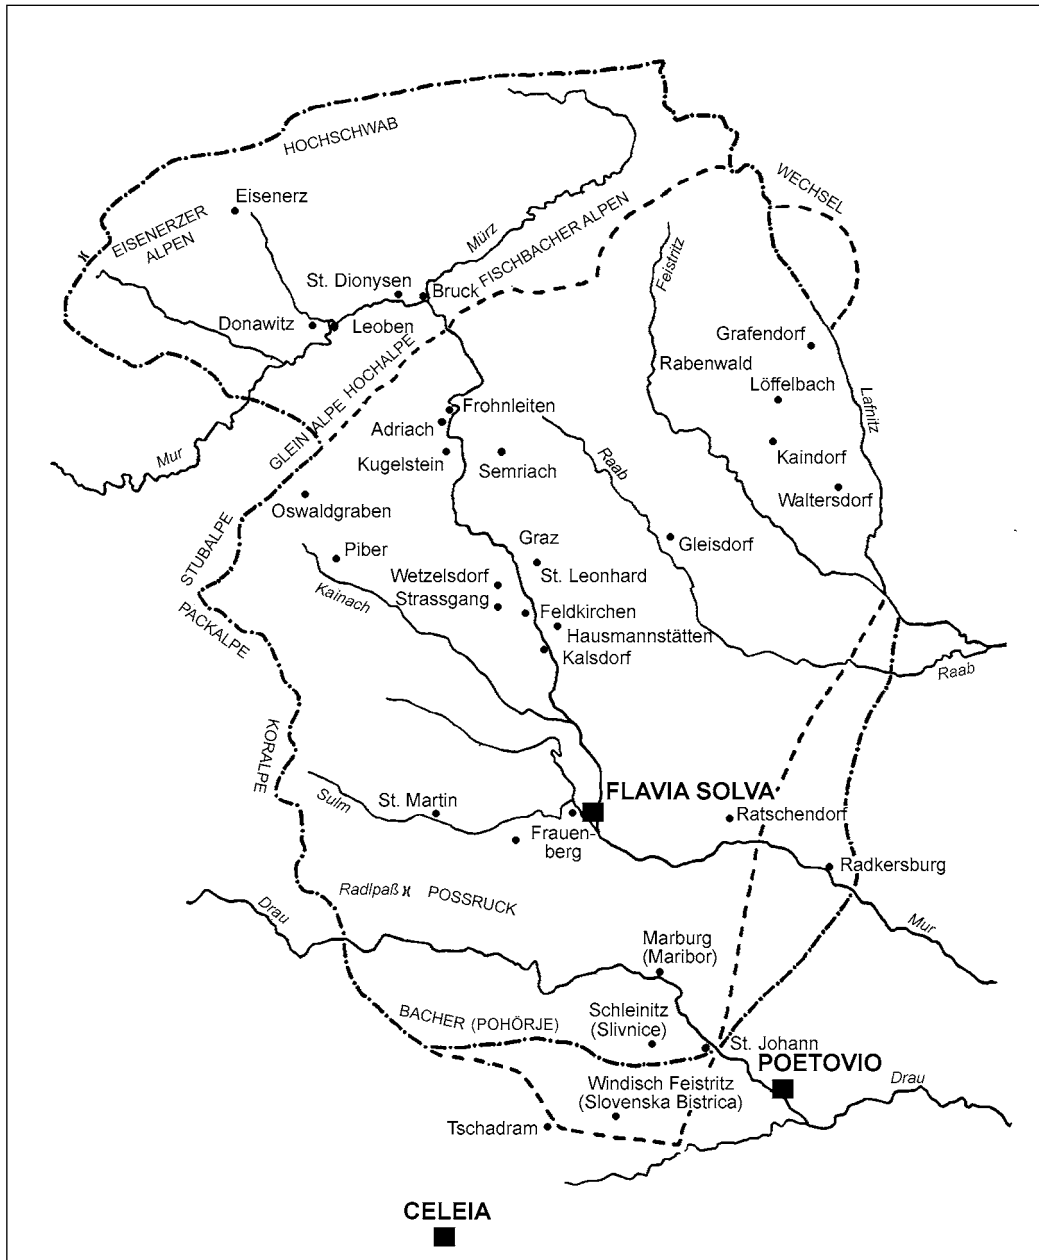 HOCHSCHWAB
WECHSEL
Eisenerz
EISENERZER
ALPEN
Mürz
FISCHBACHER ALPEN
Feistritz
St. Dionysen
Bruck
Donawitz
Leoben
Grafendorf
Rabenwald
Löffelbach
HOCHALPE
GLEINALPE
Lafnitz
Frohnleiten
Adriach
Kugelstein
Semriach
Raab
Kaindorf
Mur
Waltersdorf
Oswaldgraben
STUBALPE
Graz
Gleisdorf
Piber
Wetzelsdorf
St. Leonhard
Strassgang
Kainach
Feldkirchen
Hausmannstätten
Kalsdorf
PACKALPE
Raab
KORALPE
FLAVIA SOLVA
Sulm
St. Martin
Ratschendorf
Frauen-
berg
Radkersburg
Radlpaß
POSSRUCK
Drau
Mur
Marburg
(Maribor)
Schleinitz
(Slivnice)
BACHER (POHÖRJE)
St. Johann
POETOVIO
Windisch Feistritz
(Slovenska Bistrica)
Drau
Tschadram
CELEIA